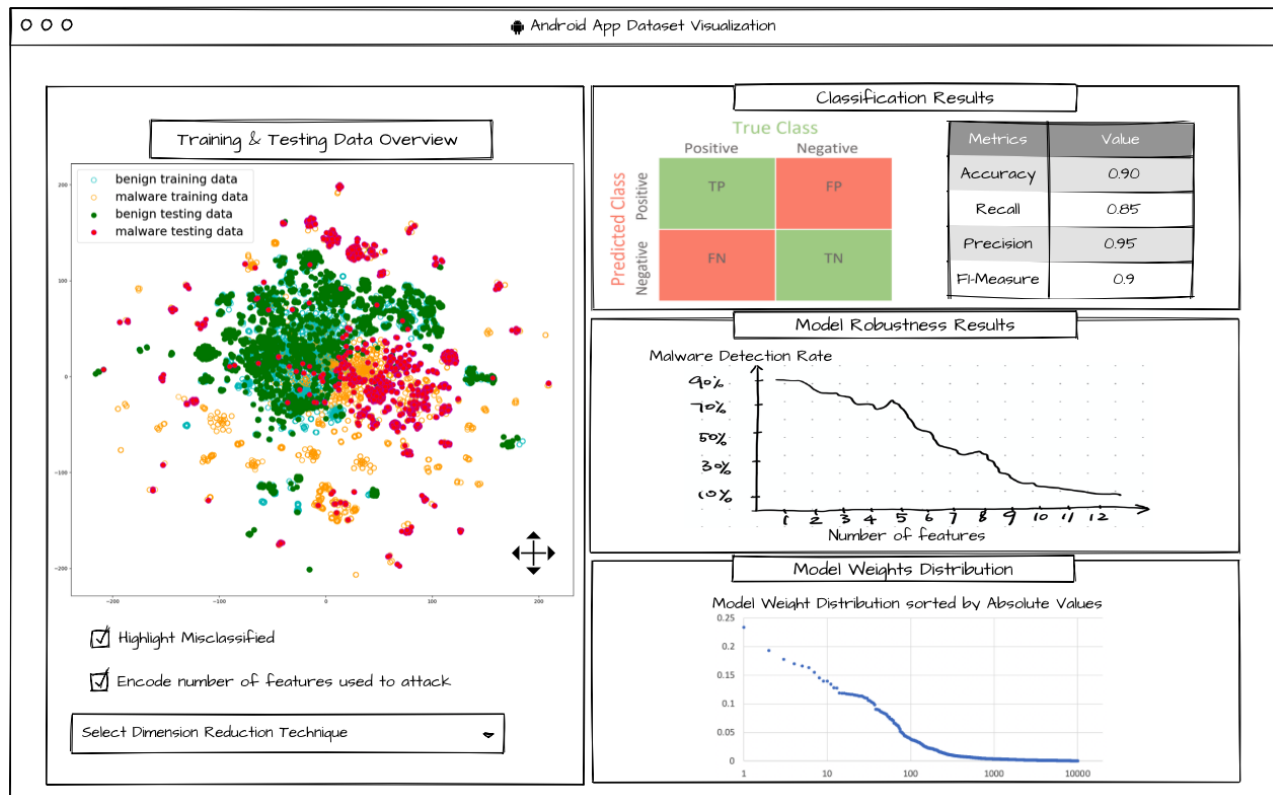 Android App Dataset Visualization
Training & Testing Data Overview
benign training data
malware training data
benign testing data
malware testing data
200
100
0
−100
−200
−200
−100
0
100
200
Highlight Misclassified
Encode number of features used to attack
Select Dimension Reduction Technique
Classification Results
True Class
Positive Negative
Predicted Class
Positive
Negative
TP FP
FN TN
Metrics Value
Accuracy 0.90
Recall 0.85
Precision 0.95
F1-Measure 0.9
Model Robustness Results
Malware Detection Rate
90%
70%
50%
30%
10%
1 2 3 4 5 6 7 8 9 10 11 12
Number of features
Model Weights Distribution
Model Weight Distribution sorted by Absolute Values
0.25
0.2
0.15
0.1
0.05
0
1 10 100 1000 10000